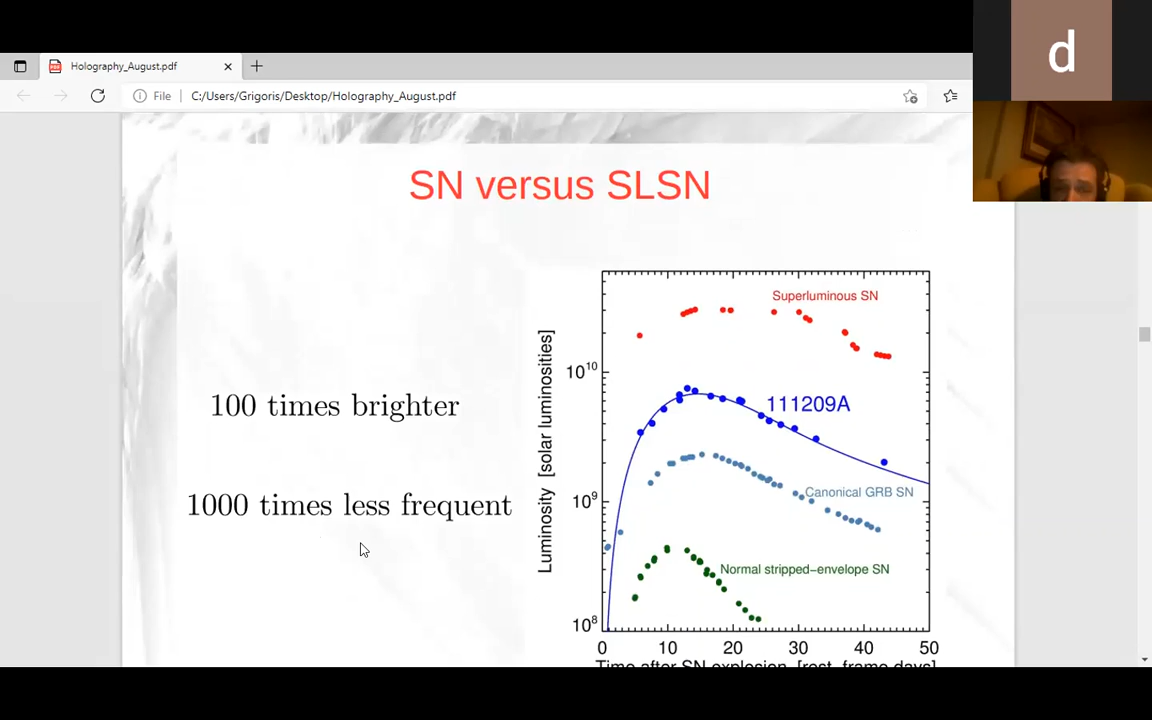 Holography_August.pdf
File
C:/Users/Grigoris/Desktop/Holography_August.pdf
d
SN versus SLSN
100 times brighter
1000 times less frequent
Superluminous SN
111209A
Canonical GRB SN
Normal stripped-envelope SN
Luminosity [solar luminosities]
10^10
10^9
10^8
0 10 20 30 40 50
Time after SN explosion [rest frame days]